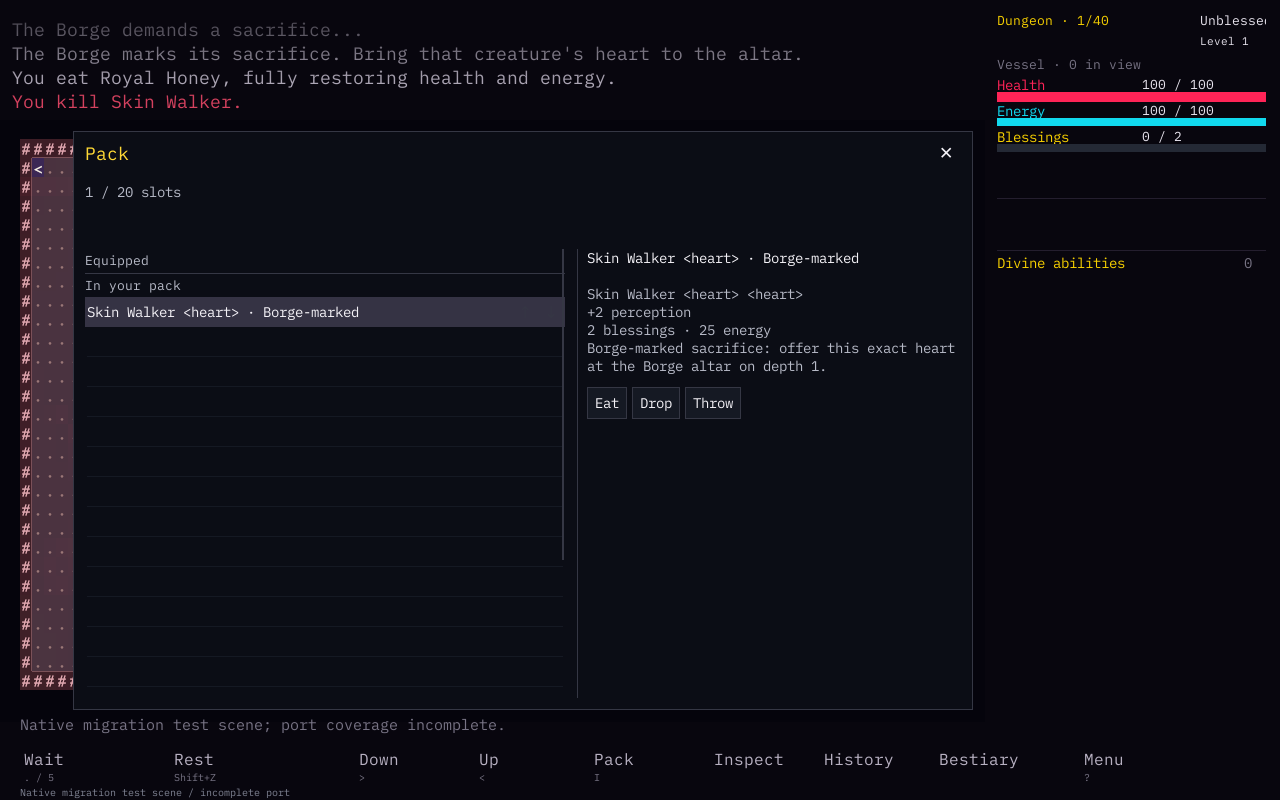 The Borge demands a sacrifice...
The Borge marks its sacrifice. Bring that creature's heart to the altar.
You eat Royal Honey, fully restoring health and energy.
You kill Skin Walker.
Dungeon · 1/40
Unblesse
Level 1
Vessel · 0 in view
Health 100 / 100
Energy 100 / 100
Blessings 0 / 2
Divine abilities 0
#####
#<...
Pack
×
1 / 20 slots
Equipped
In your pack
Skin Walker <heart> · Borge-marked
Skin Walker <heart> · Borge-marked
Skin Walker <heart> <heart>
+2 perception
2 blessings · 25 energy
Borge-marked sacrifice: offer this exact heart
at the Borge altar on depth 1.
Eat Drop Throw
#####
Native migration test scene; port coverage incomplete.
Wait Rest Down Up Pack Inspect History Bestiary Menu
. / 5 Shift+Z > < I ?
Native migration test scene / incomplete port